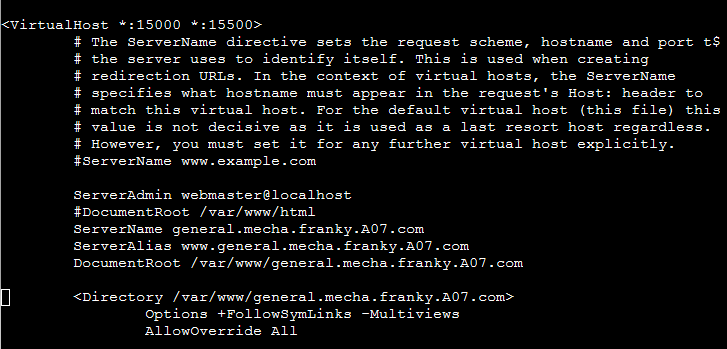 <VirtualHost *:15000 *:15500>
# The ServerName directive sets the request scheme, hostname and port t$
# the server uses to identify itself. This is used when creating
# redirection URLs. In the context of virtual hosts, the ServerName
# specifies what hostname must appear in the request's Host: header to
# match this virtual host. For the default virtual host (this file) this
# value is not decisive as it is used as a last resort host regardless.
# However, you must set it for any further virtual host explicitly.
#ServerName www.example.com
ServerAdmin webmaster@localhost
#DocumentRoot /var/www/html
ServerName general.mecha.franky.A07.com
ServerAlias www.general.mecha.franky.A07.com
DocumentRoot /var/www/general.mecha.franky.A07.com
<Directory /var/www/general.mecha.franky.A07.com>
Options +FollowSymLinks -Multiviews
AllowOverride All